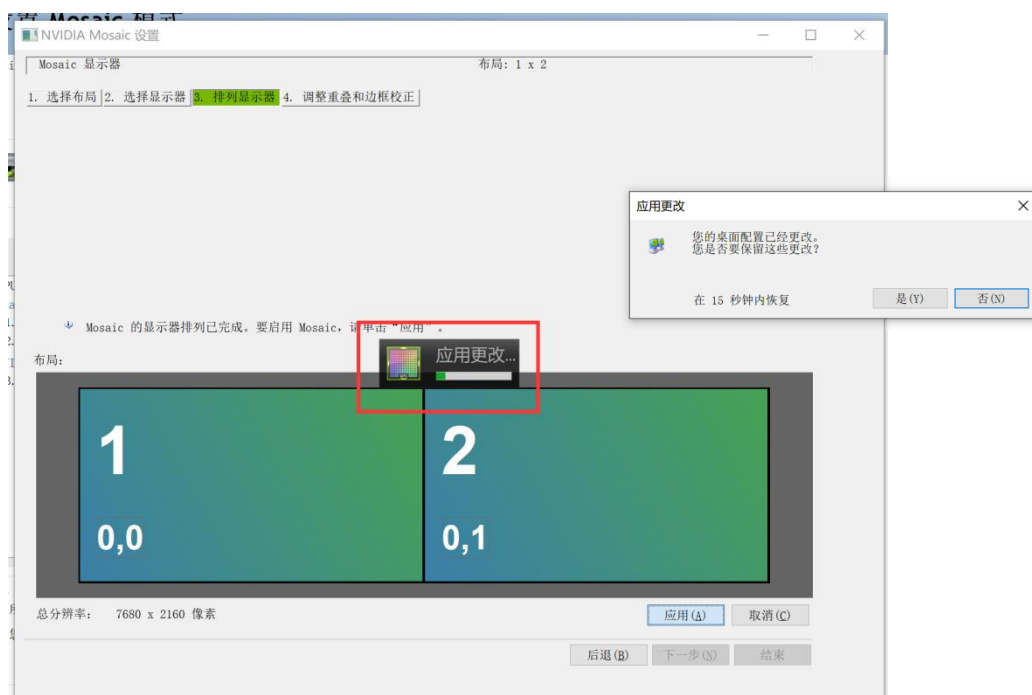 置 Mosaic 模式
NVIDIA Mosaic 设置
Mosaic 显示器
布局: 1 x 2
1. 选择布局
2. 选择显示器
3. 排列显示器
4. 调整重叠和边框校正
应用更改
您的桌面配置已经更改。
您是否要保留这些更改?
在 15 秒钟内恢复
是(Y)
否(N)
Mosaic 的显示器排列已完成。要启用 Mosaic，请单击“应用”。
应用更改...
布局:
1
2
0,0
0,1
总分辨率: 7680 x 2160 像素
应用(A)
取消(C)
后退(B)
下一步(N)
结束